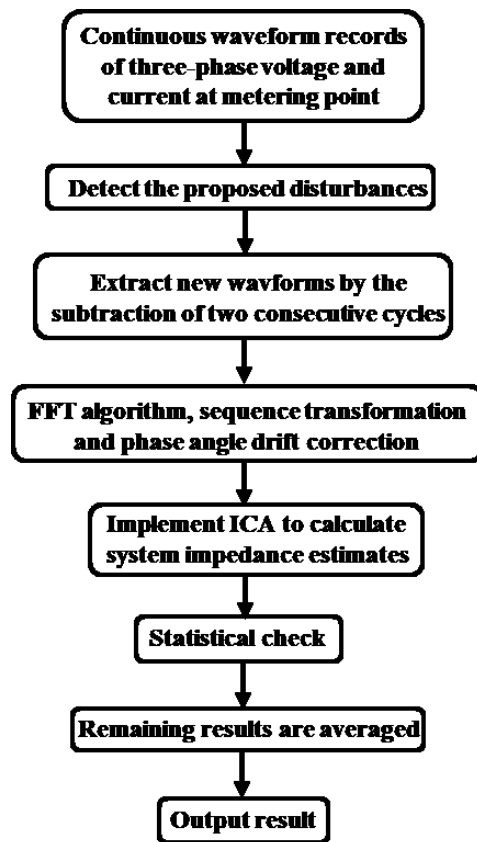 Continuous waveform records
of three-phase voltage and
current at metering point
Detect the proposed disturbances
Extract new wavforms by the
subtraction of two consecutive cycles
FFT algorithm, sequence transformation
and phase angle drift correction
Implement ICA to calculate
system impedance estimates
Statistical check
Remaining results are averaged
Output result